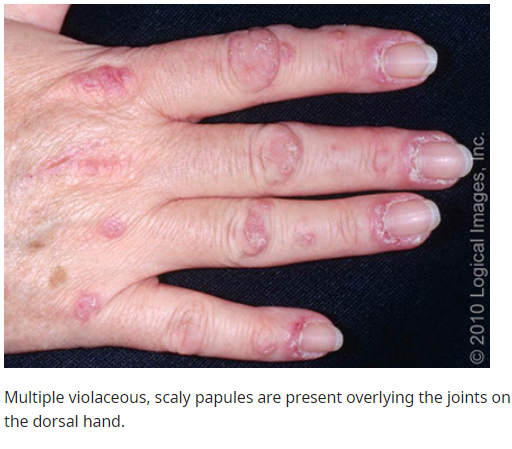 © 2010 Logical Images, Inc.
Multiple violaceous, scaly papules are present overlying the joints on
the dorsal hand.